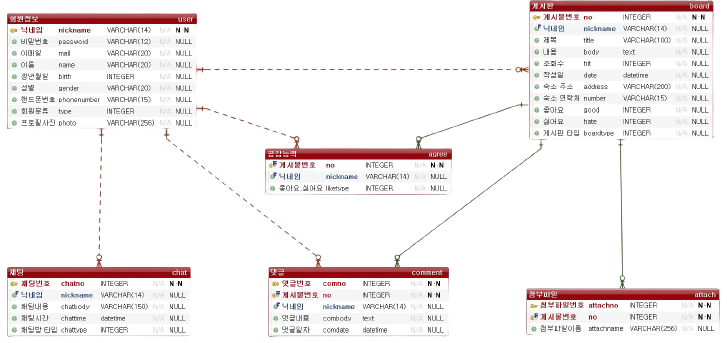 회원정보 user
닉네임 nickname VARCHAR(14) N/A N·N
비밀번호 password VARCHAR(12) N/A NULL
이메일 mail VARCHAR(20) N/A NULL
이름 name VARCHAR(20) N/A NULL
생년월일 birth INTEGER N/A NULL
성별 gender VARCHAR(20) N/A NULL
핸드폰번호 phonenumber VARCHAR(15) N/A NULL
회원분류 type INTEGER N/A NULL
프로필사진 photo VARCHAR(256) N/A NULL
게시판 board
게시물번호 no INTEGER N/A N·N
닉네임 nickname VARCHAR(14) N/A NULL
제목 title VARCHAR(100) N/A NULL
내용 body text N/A NULL
조회수 hit INTEGER N/A NULL
작성일 date datetime N/A NULL
숙소 주소 address VARCHAR(200) N/A NULL
숙소 연락처 number VARCHAR(15) N/A NULL
좋아요 good INTEGER N/A NULL
싫어요 hate INTEGER N/A NULL
게시판 타입 boaxtype INTEGER N/A NULL
공감능력 agree
게시물번호 no INTEGER N/A N·N
닉네임 nickname VARCHAR(14) N/A NULL
좋아요,싫어요 liketype INTEGER N/A NULL
채팅 chat
채팅번호 chatno INTEGER N/A N·N
닉네임 nickname VARCHAR(14) N/A NULL
채팅내용 chatbody VARCHAR(150) N/A NULL
채팅시간 chattime datetime N/A NULL
채팅방 타입 chattype INTEGER N/A NULL
댓글 comment
댓글번호 comno INTEGER N/A N·N
게시물번호 no INTEGER N/A N·N
닉네임 nickname VARCHAR(14) N/A NULL
댓글내용 combody text N/A NULL
댓글일자 comdate datetime N/A NULL
첨부파일 attach
첨부파일번호 attachno INTEGER N/A N·N
게시물번호 no INTEGER N/A N·N
첨부파일이름 attachname VARCHAR(256) N/A NULL